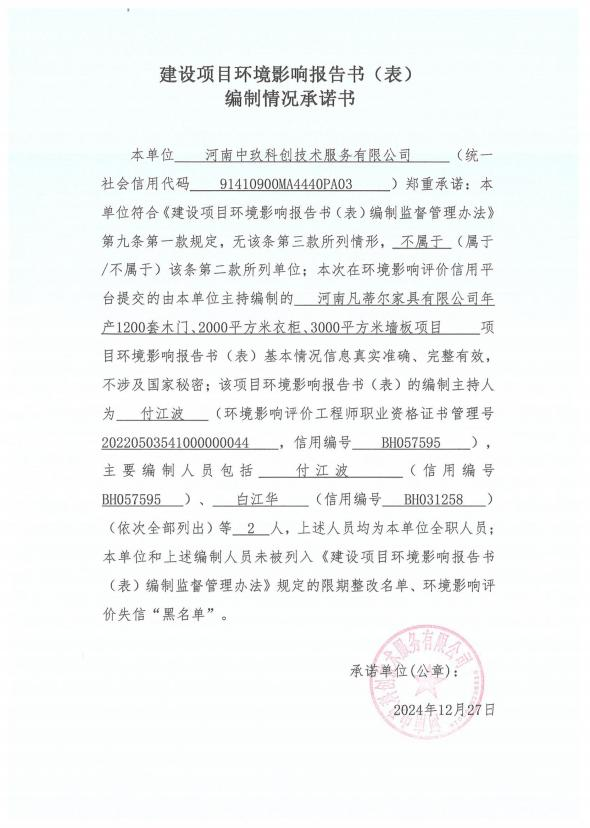 建设项目环境影响报告书（表）
编制情况承诺书
本单位 河南中玖科创技术服务有限公司 （统一
社会信用代码 91410900MA4440PA03 ）郑重承诺：本
单位符合《建设项目环境影响报告书（表）编制监督管理办法》
第九条第一款规定，无该条第三款所列情形， 不属于 （属于
/不属于）该条第二款所列单位；本次在环境影响评价信用平
台提交的由本单位主持编制的 河南凡蒂尔家具有限公司年
产1200套木门、2000平方米衣柜、3000平方米墙板项目 项
目环境影响报告书（表）基本情况信息真实准确、完整有效，
不涉及国家秘密；该项目环境影响报告书（表）的编制主持人
为 付江波 （环境影响评价工程师职业资格证书管理号
20220503541000000044 ，信用编号 BH057595 ），
主要编制人员包括 付江波 （信用编号
BH057595 ）、 白江华 （信用编号 BH031258 ）
（依次全部列出）等 2 人，上述人员均为本单位全职人员；
本单位和上述编制人员未被列入《建设项目环境影响报告书
（表）编制监督管理办法》规定的限期整改名单、环境影响评
价失信“黑名单”。
承诺单位(公章)：
2024年12月27日
河南中玖科创技术服务有限公司